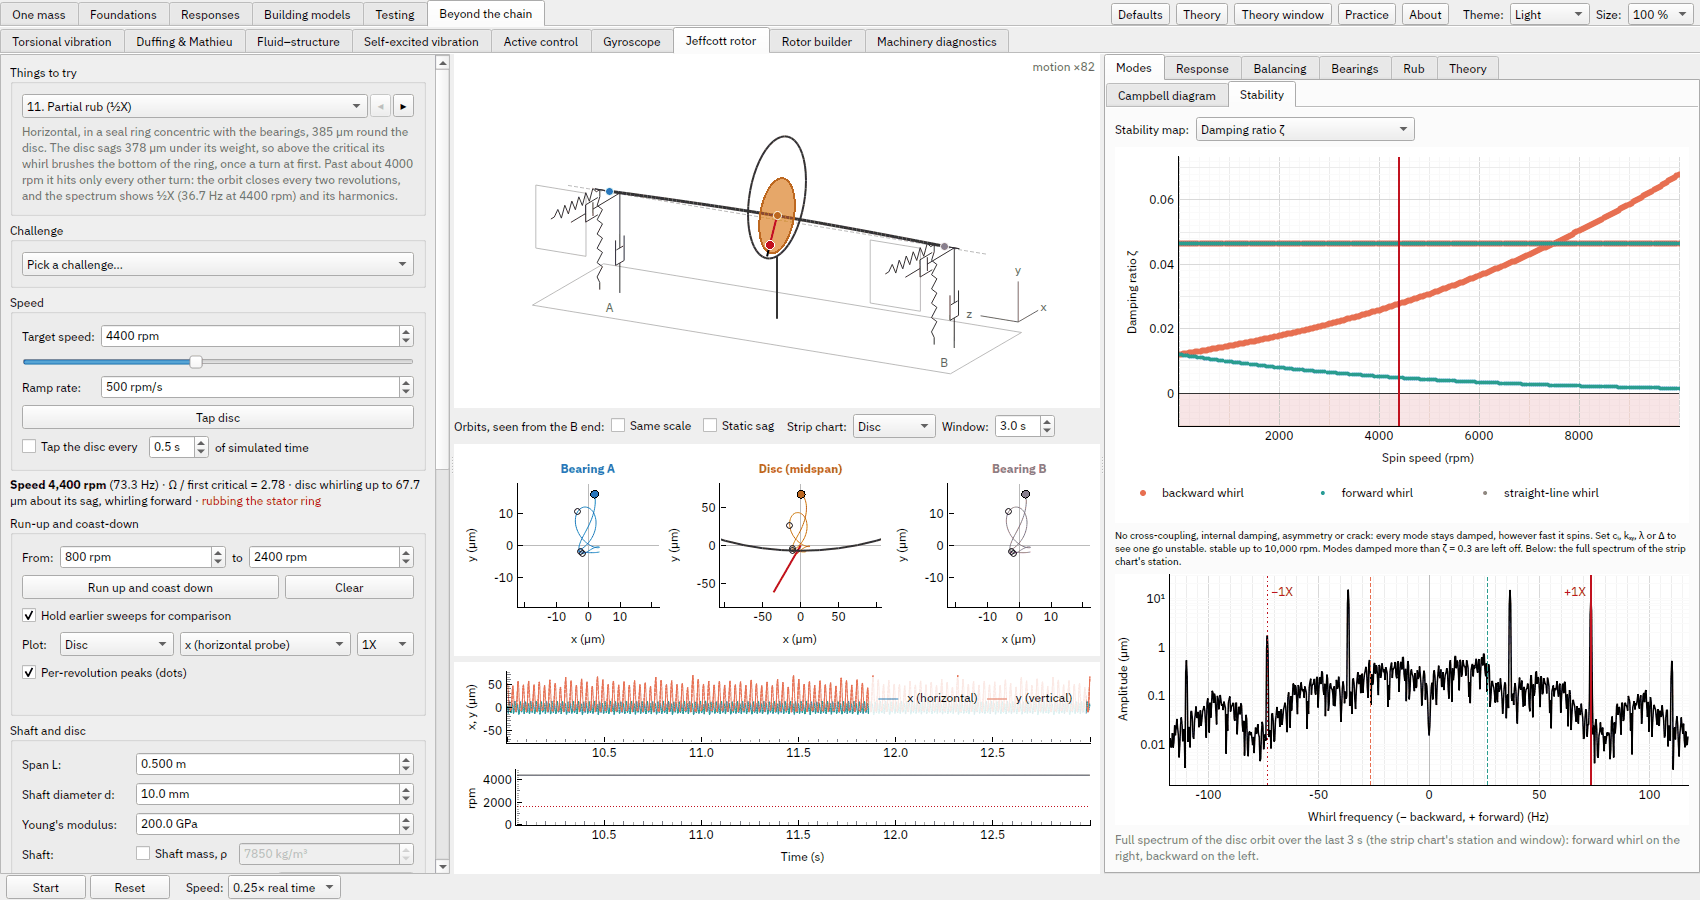 One mass
Foundations
Responses
Building models
Testing
Beyond the chain
Defaults
Theory
Theory window
Practice
About
Theme:
Light
Size:
100 %
Torsional vibration
Duffing & Mathieu
Fluid–structure
Self-excited vibration
Active control
Gyroscope
Jeffcott rotor
Rotor builder
Machinery diagnostics
Things to try
11. Partial rub (½X)
Horizontal, in a seal ring concentric with the bearings, 385 µm round the
disc. The disc sags 378 µm under its weight, so above the critical its
whirl brushes the bottom of the ring, once a turn at first. Past about 4000
rpm it hits only every other turn: the orbit closes every two revolutions,
and the spectrum shows ½X (36.7 Hz at 4400 rpm) and its harmonics.
Challenge
Pick a challenge...
Speed
Target speed:
4400 rpm
Ramp rate:
500 rpm/s
Tap disc
Tap the disc every
0.5 s
of simulated time
Speed 4,400 rpm (73.3 Hz) · Ω / first critical = 2.78 · disc whirling up to 67.7
µm about its sag, whirling forward · rubbing the stator ring
Run-up and coast-down
From:
800 rpm
to
2400 rpm
Run up and coast down
Clear
Hold earlier sweeps for comparison
Plot:
Disc
x (horizontal probe)
1X
Per-revolution peaks (dots)
Shaft and disc
Span L:
0.500 m
Shaft diameter d:
10.0 mm
Young's modulus:
200.0 GPa
Shaft:
Shaft mass, ρ
7850 kg/m³
Start
Reset
Speed:
0.25× real time
motion ×82
A
B
y
x
z
Orbits, seen from the B end:
Same scale
Static sag
Strip chart:
Disc
Window:
3.0 s
Bearing A
Disc (midspan)
Bearing B
y (µm)
10
0
-10
-10
0
10
x (µm)
y (µm)
50
0
-50
-50
0
50
x (µm)
y (µm)
10
0
-10
-10
0
10
x (µm)
x, y (µm)
50
0
-50
x (horizontal)
y (vertical)
10.5
11.0
11.5
12.0
12.5
rpm
4000
2000
0
10.5
11.0
11.5
12.0
12.5
Time (s)
Modes
Response
Balancing
Bearings
Rub
Theory
Campbell diagram
Stability
Stability map:
Damping ratio ζ
Damping ratio ζ
0.06
0.04
0.02
0
2000
4000
6000
8000
Spin speed (rpm)
backward whirl
forward whirl
straight-line whirl
No cross-coupling, internal damping, asymmetry or crack: every mode stays damped, however fast it spins. Set cᵢ, kₓᵧ, λ or Δ to
see one go unstable. stable up to 10,000 rpm. Modes damped more than ζ = 0.3 are left off. Below: the full spectrum of the strip
chart's station.
Amplitude (µm)
10¹
1
0.1
0.01
−1X
+1X
-100
-50
0
50
100
Whirl frequency (− backward, + forward) (Hz)
Full spectrum of the disc orbit over the last 3 s (the strip chart's station and window): forward whirl on the
right, backward on the left.